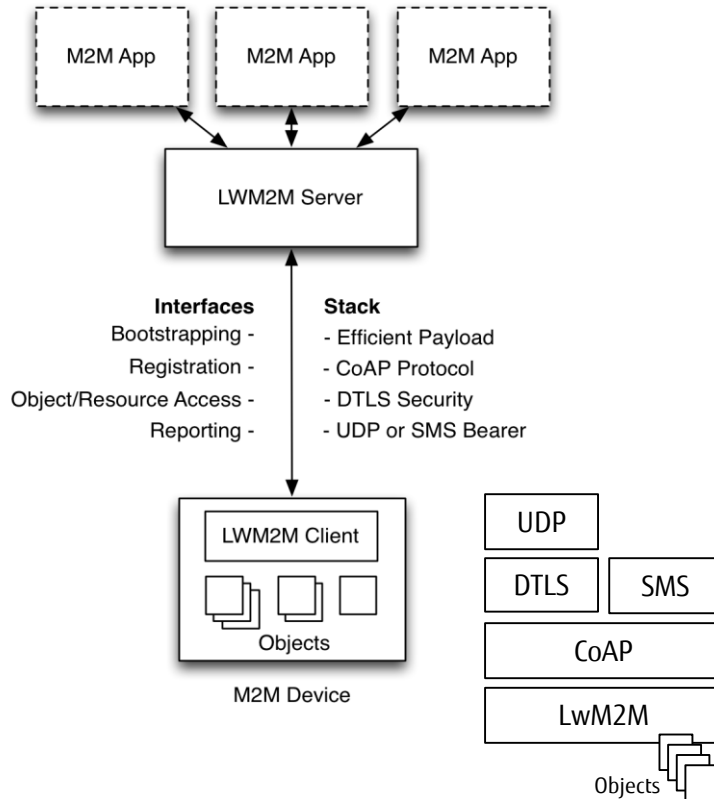 M2M App
M2M App
M2M App
LWM2M Server
Interfaces
Bootstrapping -
Registration -
Object/Resource Access -
Reporting -
Stack
- Efficient Payload
- CoAP Protocol
- DTLS Security
- UDP or SMS Bearer
LWM2M Client
Objects
M2M Device
UDP
DTLS
SMS
CoAP
LwM2M
Objects